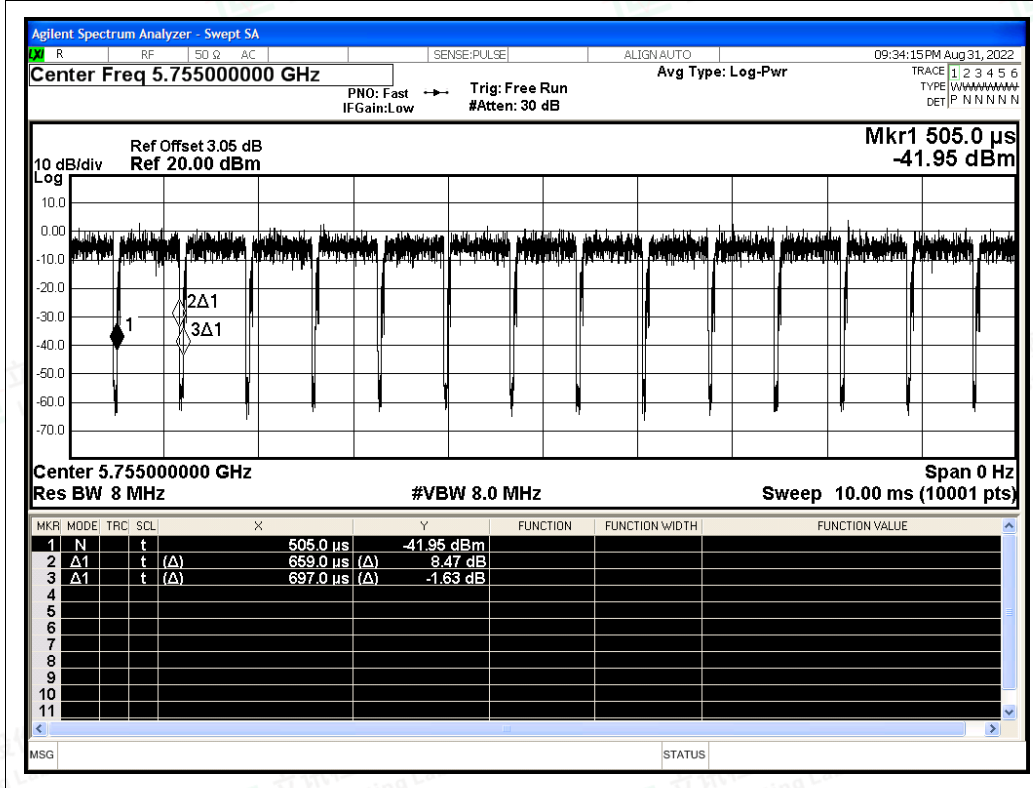 Agilent Spectrum Analyzer - Swept SA
LXI R RF 50 Ω AC SENSE:PULSE ALIGN AUTO 09:34:15 PM Aug 31, 2022
Center Freq 5.755000000 GHz
PNO: Fast
IFGain:Low
Trig: Free Run
#Atten: 30 dB
Avg Type: Log-Pwr
TRACE 1 2 3 4 5 6
TYPE
DET P N N N N N
Mkr1 505.0 µs
-41.95 dBm
Ref Offset 3.05 dB
10 dB/div Ref 20.00 dBm
Log
10.0
0.00
-10.0
-20.0
-30.0
-40.0
-50.0
-60.0
-70.0
1
2Δ1
3Δ1
Center 5.755000000 GHz Span 0 Hz
Res BW 8 MHz #VBW 8.0 MHz Sweep 10.00 ms (10001 pts)
MKR MODE TRC SCL X Y FUNCTION FUNCTION WIDTH FUNCTION VALUE
1 N t 505.0 µs -41.95 dBm
2 Δ1 t (Δ) 659.0 µs (Δ) 8.47 dB
3 Δ1 t (Δ) 697.0 µs (Δ) -1.63 dB
4
5
6
7
8
9
10
11
MSG STATUS